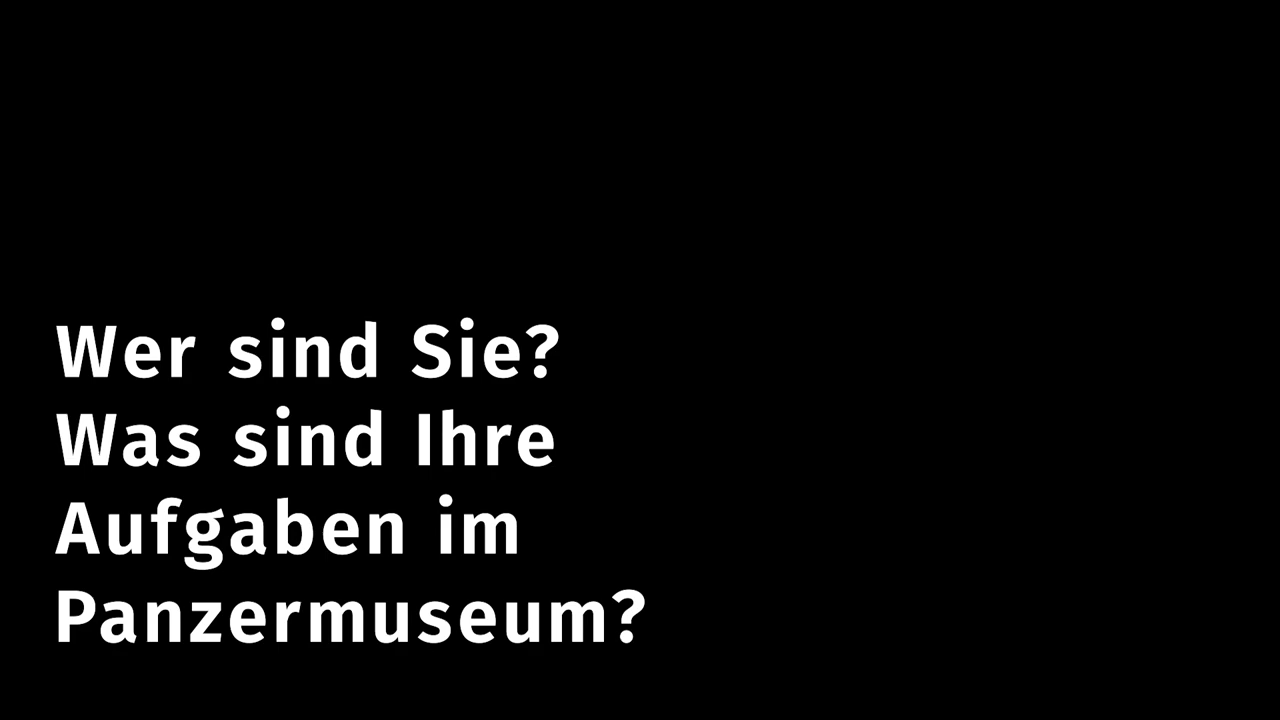 Wer sind Sie?
Was sind Ihre
Aufgaben im
Panzermuseum?